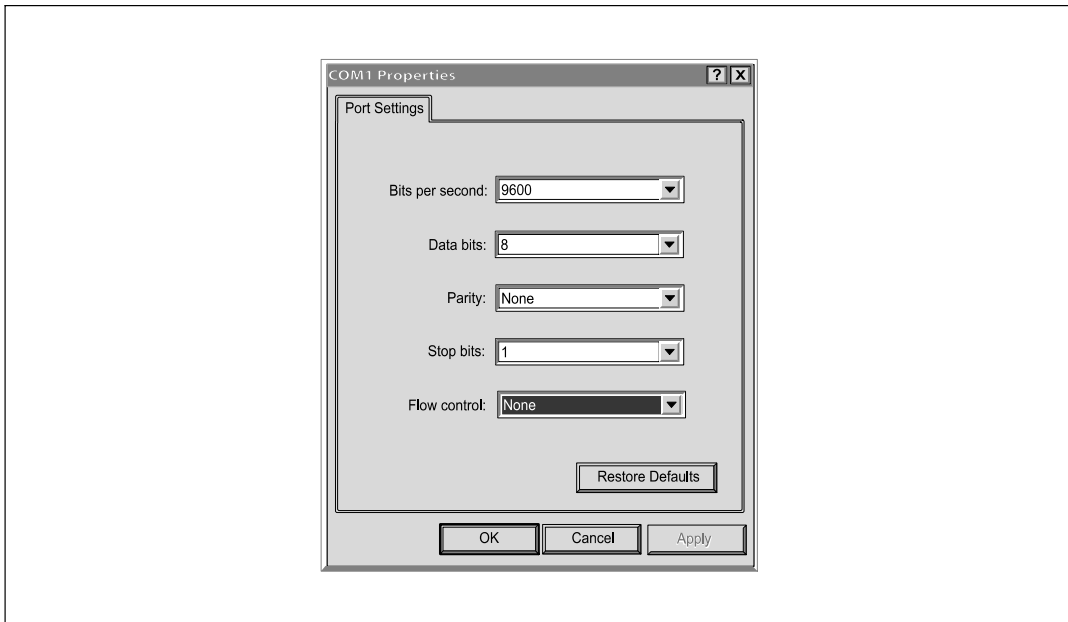 COM1 Properties ? X
Port Settings
Bits per second: 9600
Data bits: 8
Parity: None
Stop bits: 1
Flow control: None
Restore Defaults
OK Cancel Apply